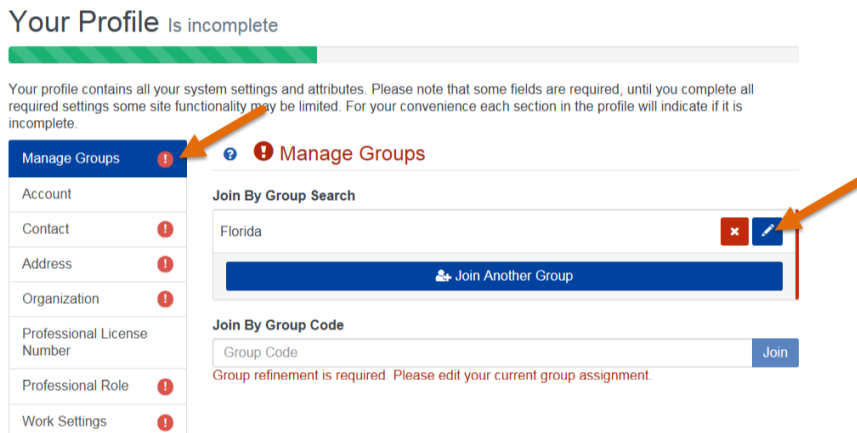 Your Profile Is incomplete
Your profile contains all your system settings and attributes. Please note that some fields are required, until you complete all
required settings some site functionality may be limited. For your convenience each section in the profile will indicate if it is
incomplete.
Manage Groups
Account
Contact
Address
Organization
Professional License
Number
Professional Role
Work Settings
Manage Groups
Join By Group Search
Florida
Join Another Group
Join By Group Code
Group Code
Join
Group refinement is required. Please edit your current group assignment.